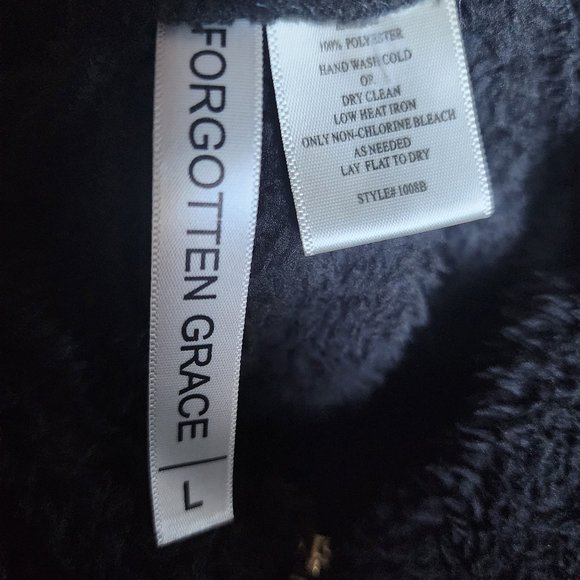 FORGOTTEN GRACE | L
100% POLYESTER
HAND WASH COLD
OR
DRY CLEAN
LOW HEAT IRON
ONLY NON-CHLORINE BLEACH
AS NEEDED
LAY FLAT TO DRY
STYLE# 1008B